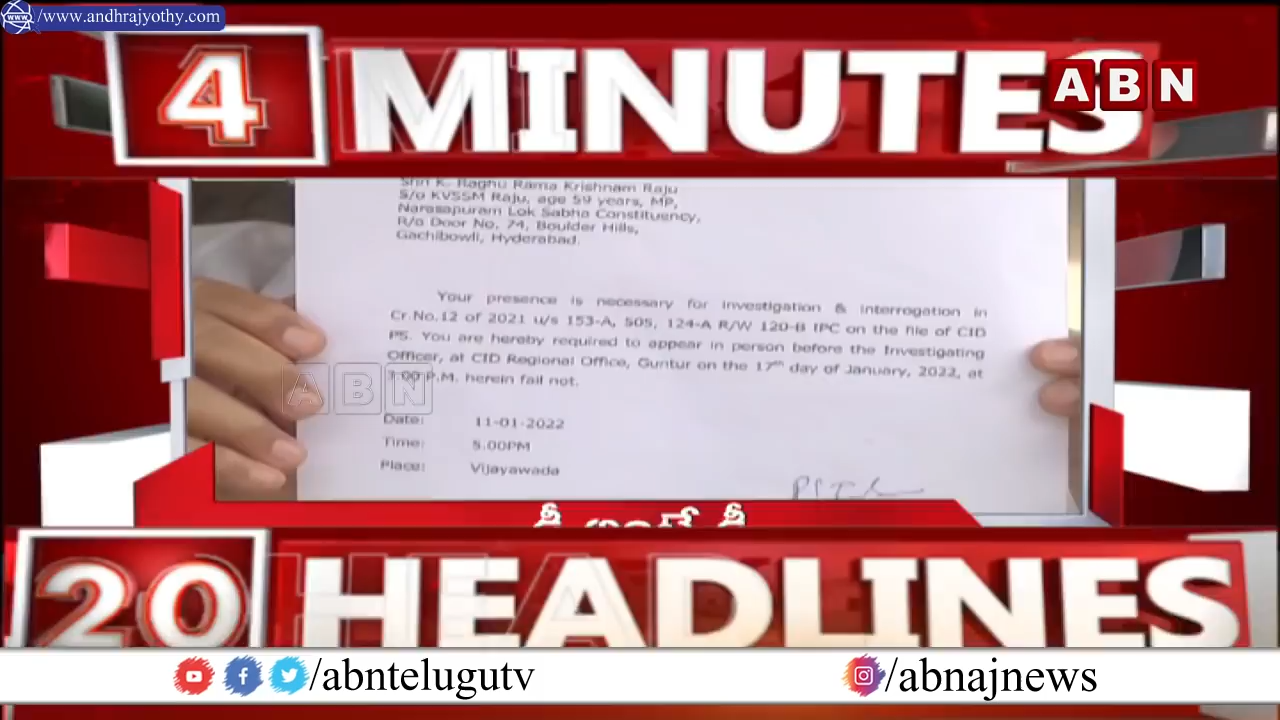 www./www.andhrajyothy.com
4 MINUTES
ABN
Shri K. Raghu Rama Krishnam Raju
S/o KVSSM Raju, age 59 years, MP,
Narasapuram Lok Sabha Constituency,
R/o Door No. 74, Boulder Hills,
Gachibowli, Hyderabad.
Your presence is necessary for investigation & interrogation in
Cr.No.12 of 2021 u/s 153-A, 505, 124-A R/W 120-B IPC on the file of CID
PS. You are hereby required to appear in person before the Investigating
Officer, at CID Regional Office, Guntur on the 17th day of January, 2022, at
1.00 P.M. herein fail not.
ABN
Date: 11-01-2022
Time: 5.00PM
Place: Vijayawada
20 HEADLINES
/abntelugutv
/abnajnews